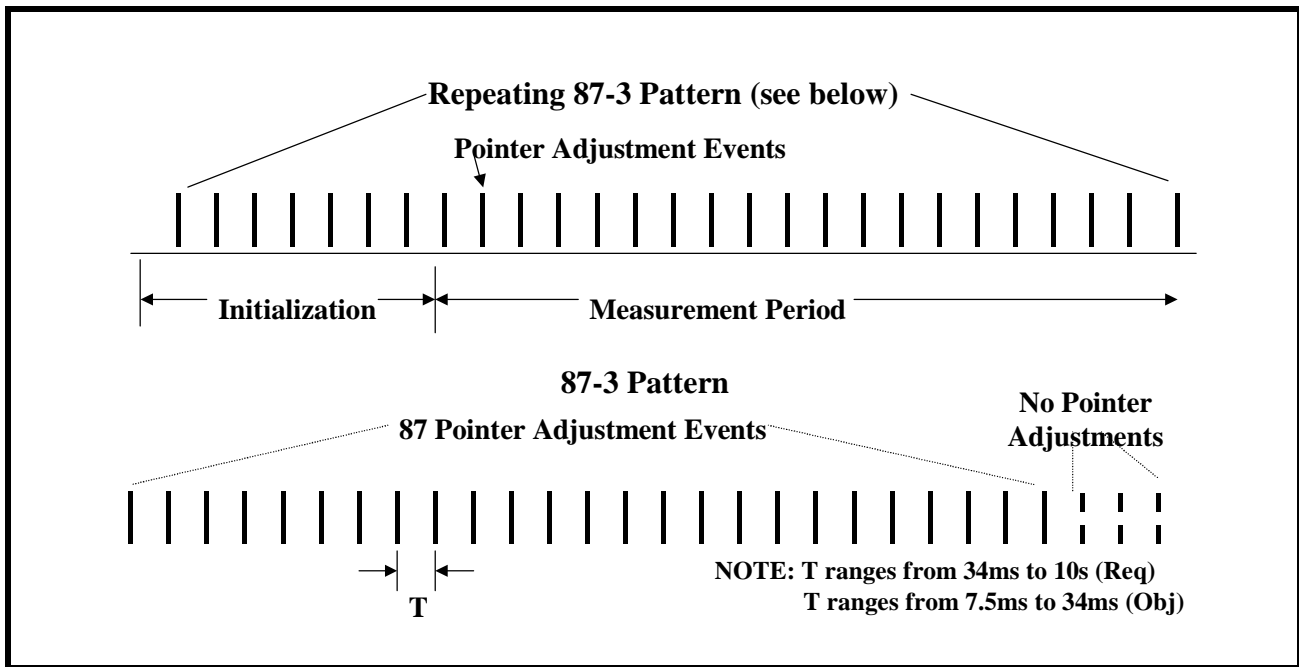 Repeating 87-3 Pattern (see below)
Pointer Adjustment Events
Initialization
Measurement Period
87-3 Pattern
87 Pointer Adjustment Events
No Pointer
Adjustments
T
NOTE: T ranges from 34ms to 10s (Req)
T ranges from 7.5ms to 34ms (Obj)